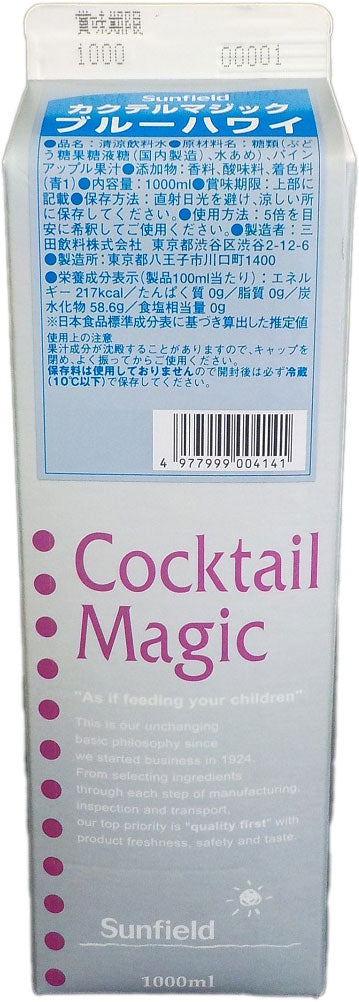 賞味期限
1000 00001
Sunfield
カクテルマジック
ブルーハワイ
●品名：清涼飲料水●原材料名：糖類（ぶど
う糖果糖液糖（国内製造）、水あめ）、パイン
アップル果汁●添加物：香料、酸味料、着色料
（青1）●内容量：1000ml●賞味期限：上部に
記載●保存方法：直射日光を避け、涼しい所
に保存してください。●使用方法：5倍を目
安に希釈してご使用ください。●製造者：三
田飲料株式会社 東京都渋谷区渋谷2-12-6
●製造所：東京都八王子市川口町1400
●栄養成分表示（製品100ml当たり）：エネル
ギー 217kcal／たんぱく質 0g／脂質 0g／炭
水化物 58.6g／食塩相当量 0g
※日本食品標準成分表に基づき算出した推定値
使用上の注意
果汁成分が沈殿することがありますので、キャップを
閉め、よく振ってからご使用ください。
保存料は使用しておりませんので開封後は必ず冷蔵
（10℃以下）で保存してください。
4 977999 004141
Cocktail
Magic
"As if feeding your children"
This is our unchanging
basic philosophy since
we started business in 1924.
From selecting ingredients
through each step of manufacturing,
inspection and transport,
our top priority is "quality first" with
product freshness, safety and taste.
Sunfield
1000ml